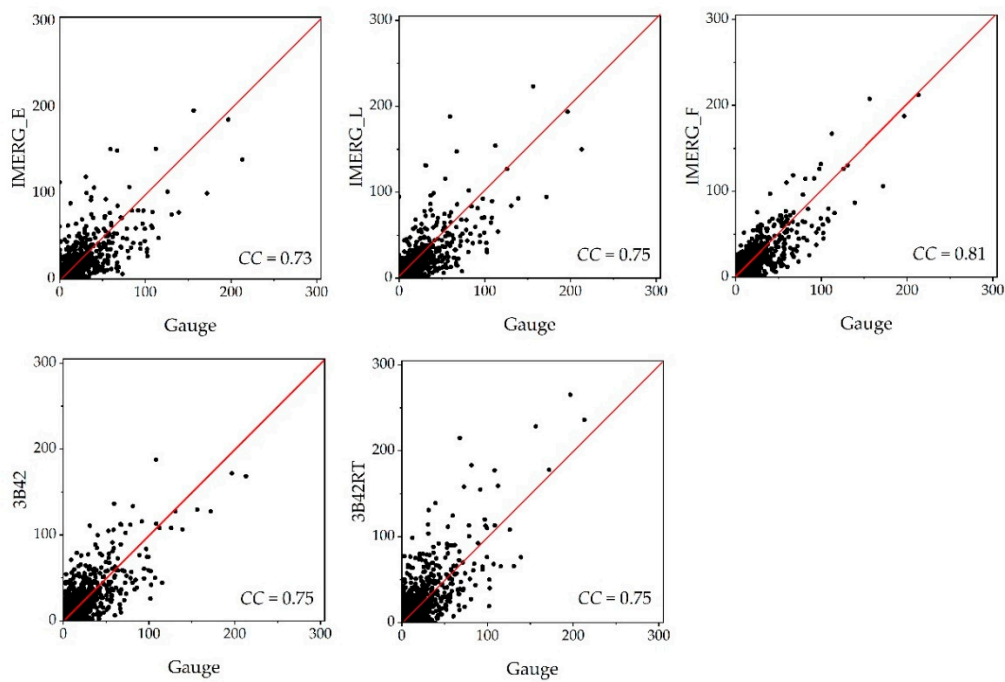 300
200
100
0
IMERG_E
CC = 0.73
0 100 200 300
Gauge
300
200
100
0
IMERG_L
CC = 0.75
0 100 200 300
Gauge
300
200
100
0
IMERG_F
CC = 0.81
0 100 200 300
Gauge
300
200
100
0
3B42
CC = 0.75
0 100 200 300
Gauge
300
200
100
0
3B42RT
CC = 0.75
0 100 200 300
Gauge